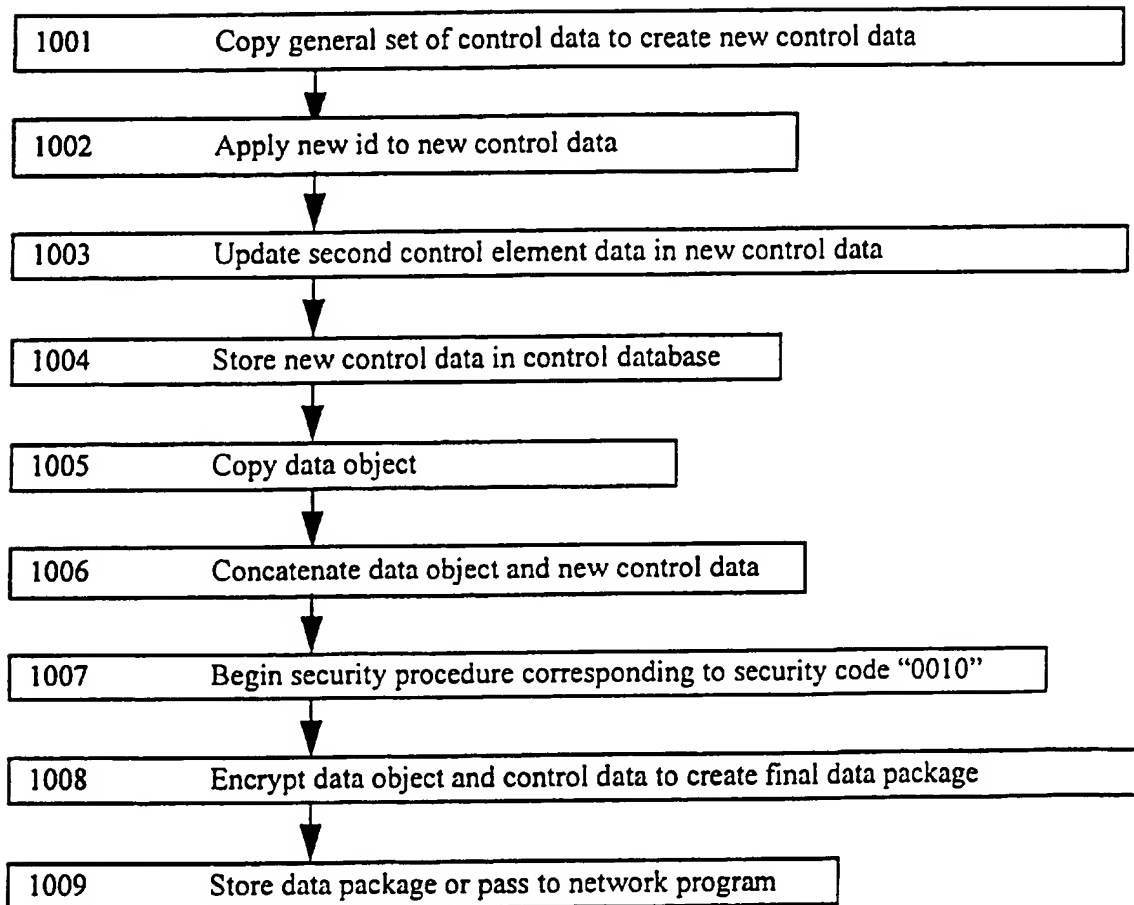 1001 Copy general set of control data to create new control data
1002 Apply new id to new control data
1003 Update second control element data in new control data
1004 Store new control data in control database
1005 Copy data object
1006 Concatenate data object and new control data
1007 Begin security procedure corresponding to security code “0010”
1008 Encrypt data object and control data to create final data package
1009 Store data package or pass to network program